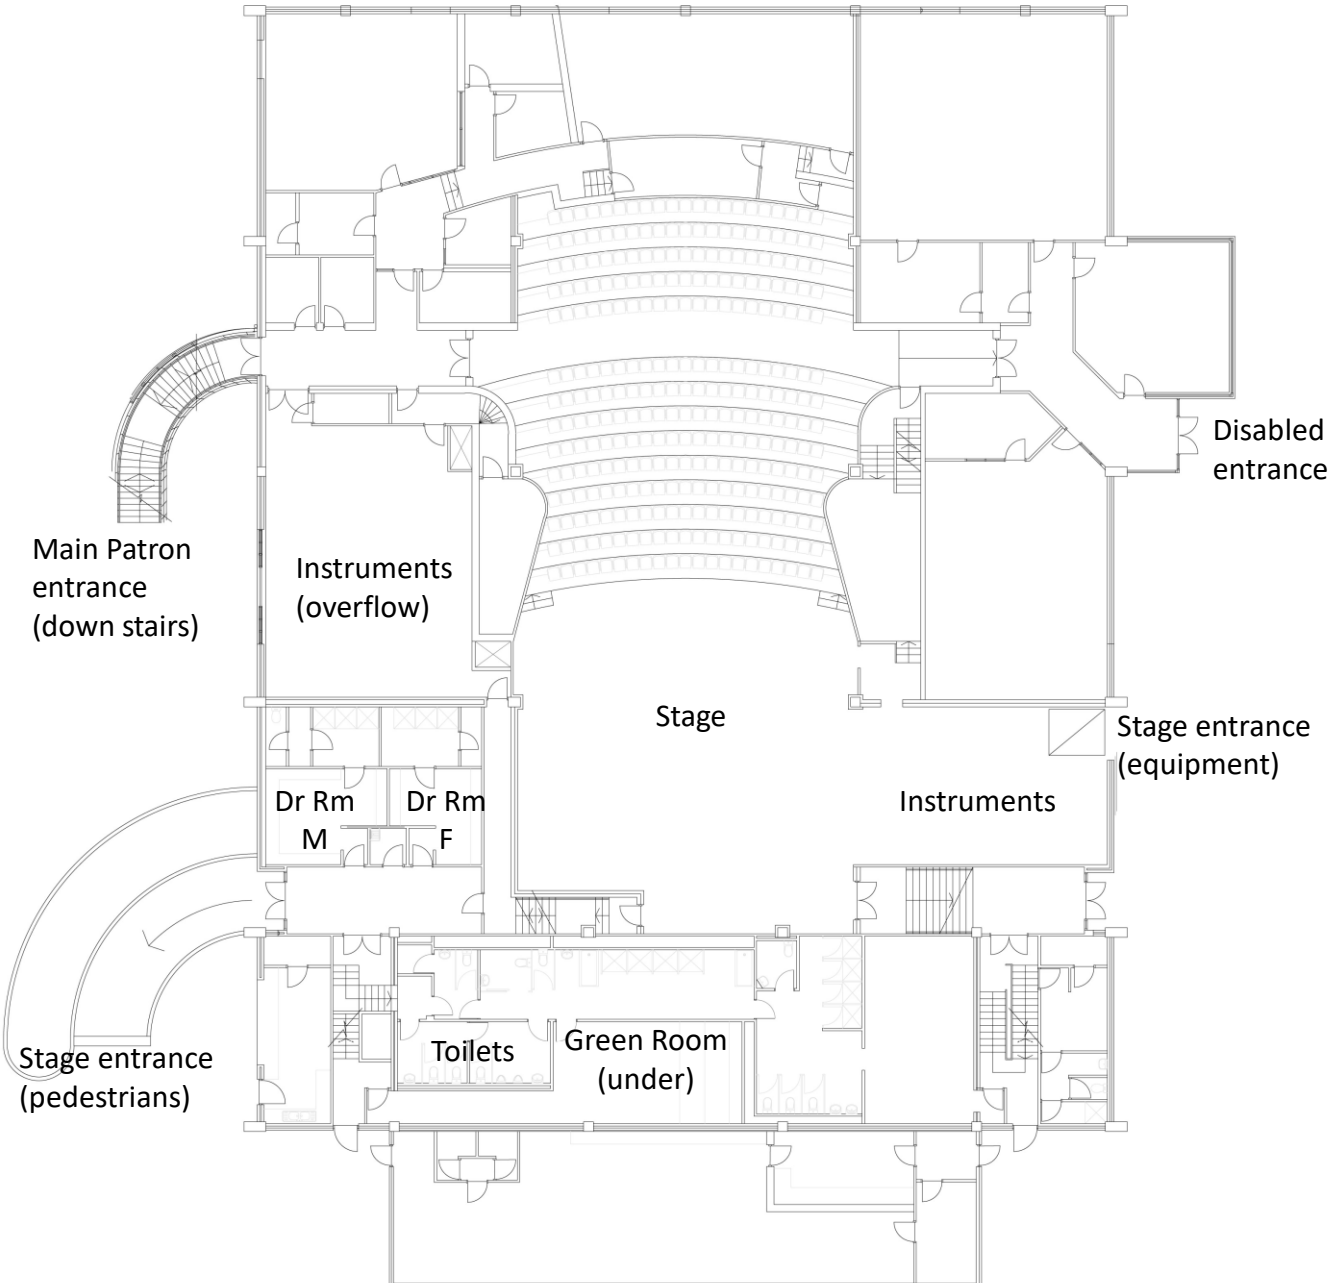 Disabled
entrance
Main Patron
entrance
(down stairs)
Instruments
(overflow)
Stage
Stage entrance
(equipment)
Dr Rm
M
Dr Rm
F
Instruments
Stage entrance
(pedestrians)
Toilets
Green Room
(under)